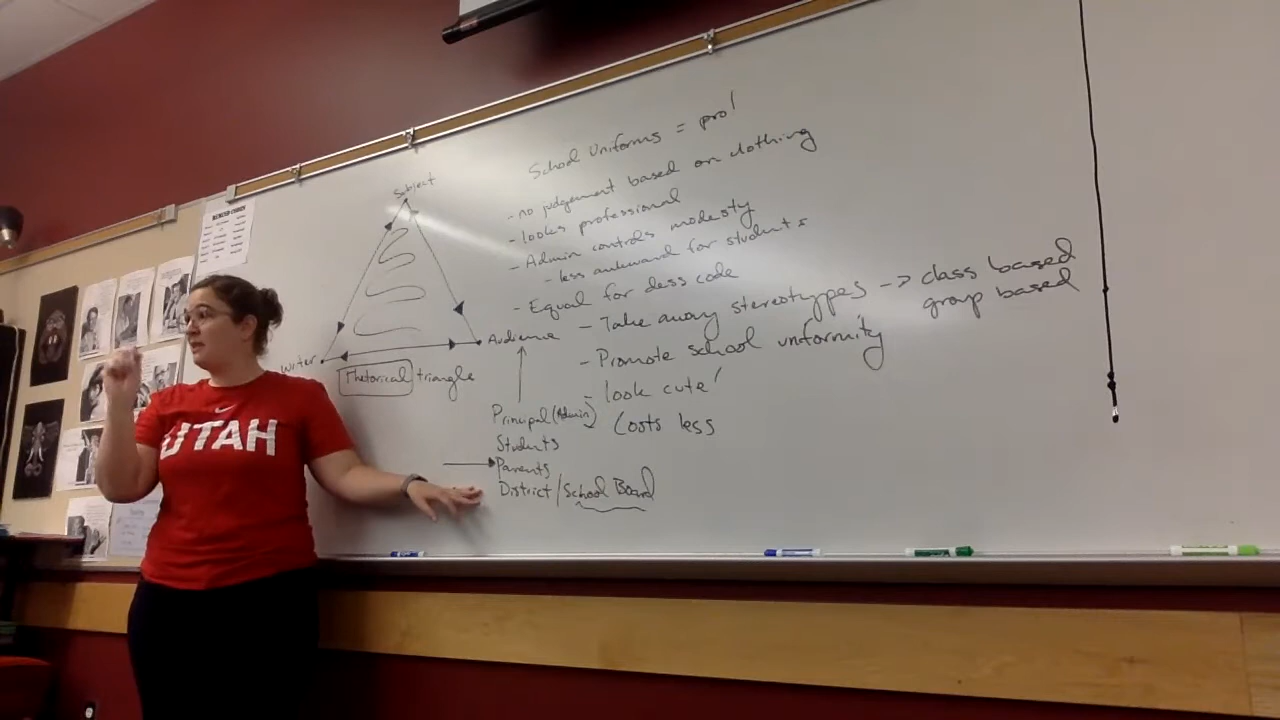 School Uniforms = pro!
- no judgement based on clothing
- looks professional
- Admin controls modesty
- less awkward for students
- Equal for dess code
- Take away stereotypes -> class based
group based
- Promote school unformity
- look cute!
Costs less
Subject
Writer
Audience
Rhetorical triangle
Principal (Admin)
Students
Parents
District/School Board
UTAH